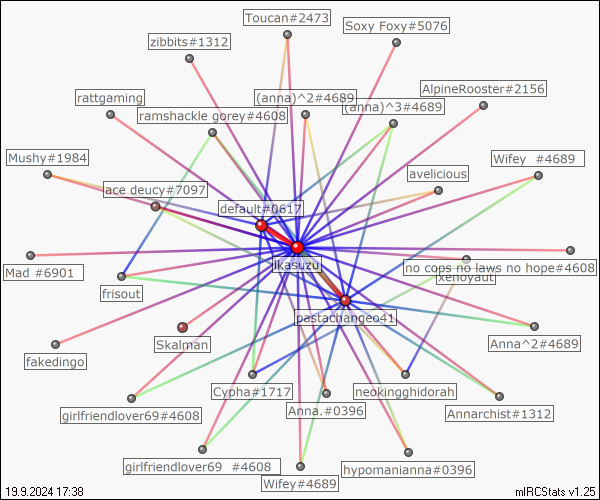 Toucan#2473
Soxy Foxy#5076
zibbits#1312
AlpineRooster#2156
rattgaming
(anna)^2#4689
(anna)^3#4689
ramshackle gorey#4608
Mushy#1984
Wifey #4689
avelicious
ace deucy#7097
default#0617
jkasuzu
no cops no laws no hope#4608
Mad #6901
xenoyaut
frisout
pastachangeo41
Skalman
Anna^2#4689
fakedingo
Cypha#1717
neokingghidorah
Anna.#0396
girlfriendlover69#4608
Annarchist#1312
girlfriendlover69 #4608
hypomanianna#0396
Wifey#4689
19.9.2024 17:38
mIRCStats v1.25